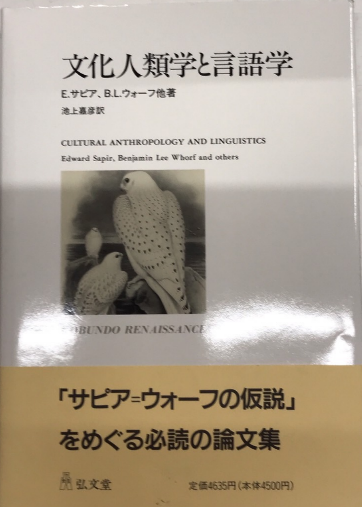 文化人類学と言語学
E.サピア、B.L.ウォーフ他著
池上嘉彦訳
CULTURAL ANTHROPOLOGY AND LINGUISTICS
Edward Sapir, Benjamin Lee Whorf and others
OBUNDO RENAISSANCE
「サピア=ウォーフの仮説」
をめぐる必読の論文集
弘文堂
定価4635円(本体4500円)